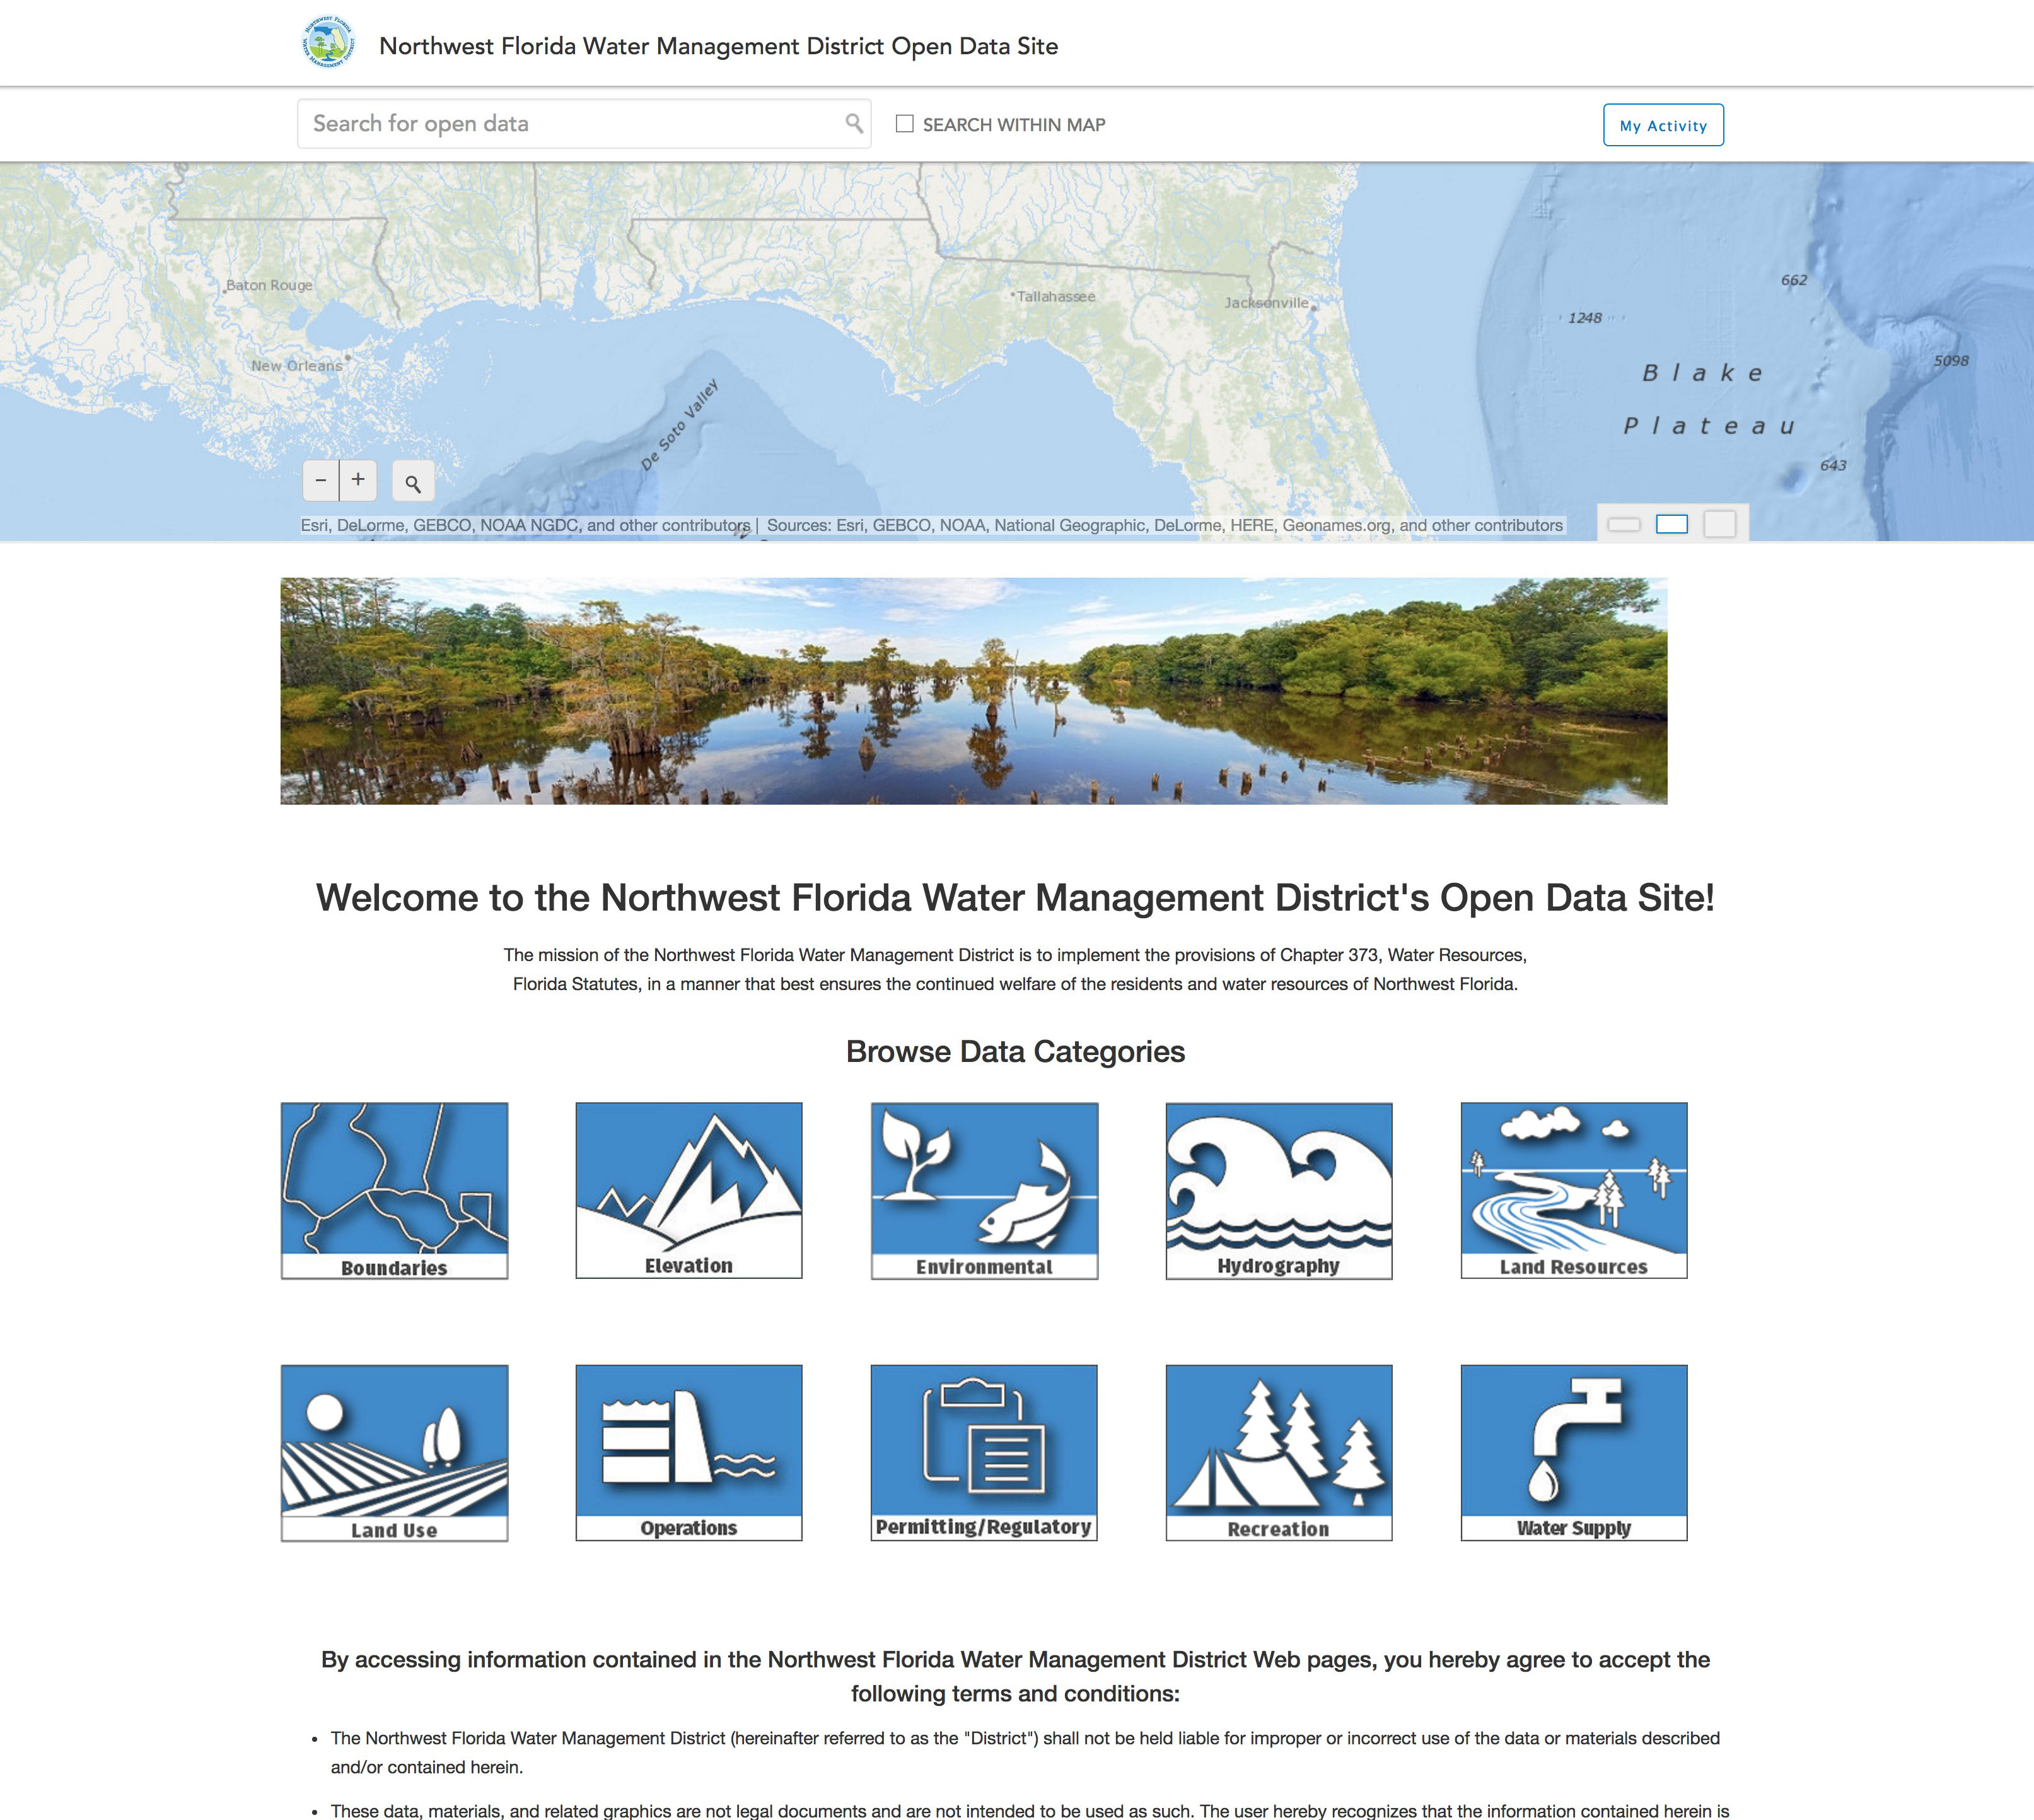 Northwest Florida Water Management District Open Data Site
Search for open data
SEARCH WITHIN MAP
My Activity
Baton Rouge
Tallahassee
Jacksonville
New Orleans
De Soto Valley
662
1248
5098
Blake
Plateau
643
− +
Esri, DeLorme, GEBCO, NOAA NGDC, and other contributors | Sources: Esri, GEBCO, NOAA, National Geographic, DeLorme, HERE, Geonames.org, and other contributors
Welcome to the Northwest Florida Water Management District's Open Data Site!
The mission of the Northwest Florida Water Management District is to implement the provisions of Chapter 373, Water Resources,
Florida Statutes, in a manner that best ensures the continued welfare of the residents and water resources of Northwest Florida.
Browse Data Categories
Boundaries
Elevation
Environmental
Hydrography
Land Resources
Land Use
Operations
Permitting/Regulatory
Recreation
Water Supply
By accessing information contained in the Northwest Florida Water Management District Web pages, you hereby agree to accept the
following terms and conditions:
• The Northwest Florida Water Management District (hereinafter referred to as the "District") shall not be held liable for improper or incorrect use of the data or materials described
and/or contained herein.
• These data, materials, and related graphics are not legal documents and are not intended to be used as such. The user hereby recognizes that the information contained herein is